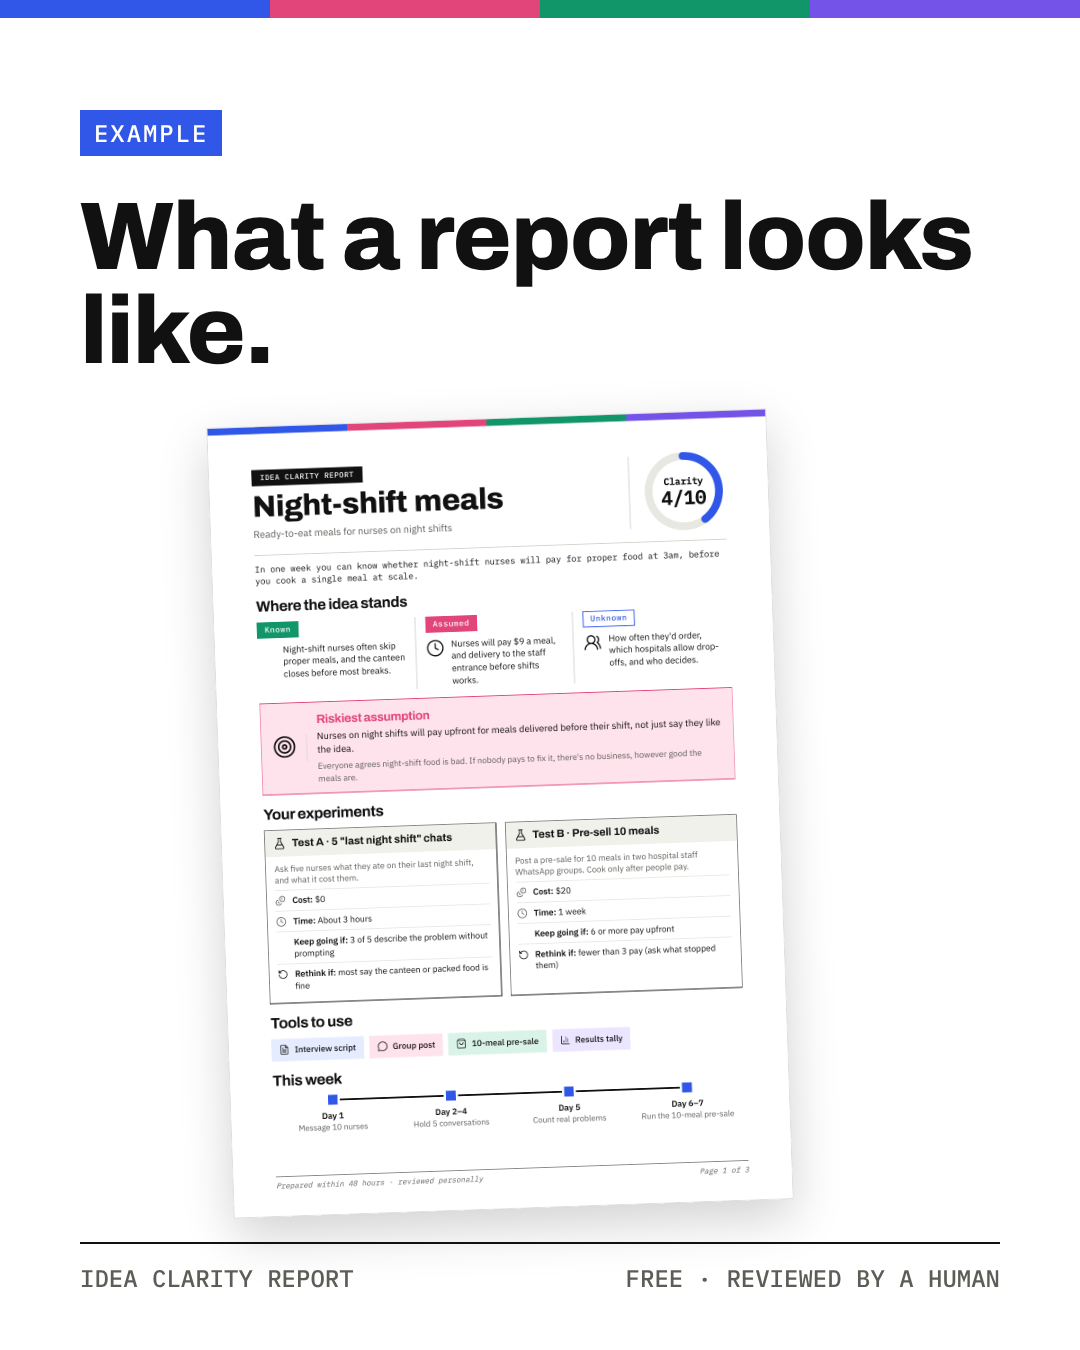 EXAMPLE
What a report looks
like.
IDEA CLARITY REPORT
Night-shift meals
Ready-to-eat meals for nurses on night shifts
Clarity
4/10
In one week you can know whether night-shift nurses will pay for proper food at 3am, before
you cook a single meal at scale.
Where the idea stands
Known
Night-shift nurses often skip
proper meals, and the canteen
closes before most breaks.
Assumed
Nurses will pay $9 a meal,
and delivery to the staff
entrance before shifts
works.
Unknown
How often they'd order,
which hospitals allow drop-
offs, and who decides.
Riskiest assumption
Nurses on night shifts will pay upfront for meals delivered before their shift, not just say they like
the idea.
Everyone agrees night-shift food is bad. If nobody pays to fix it, there's no business, however good the
meals are.
Your experiments
Test A · 5 "last night shift" chats
Ask five nurses what they ate on their last night shift,
and what it cost them.
Cost: $0
Time: About 3 hours
Keep going if: 3 of 5 describe the problem without
prompting
Rethink if: most say the canteen or packed food is
fine
Test B · Pre-sell 10 meals
Post a pre-sale for 10 meals in two hospital staff
WhatsApp groups. Cook only after people pay.
Cost: $20
Time: 1 week
Keep going if: 6 or more pay upfront
Rethink if: fewer than 3 pay (ask what stopped
them)
Tools to use
Interview script
Group post
10-meal pre-sale
Results tally
This week
Day 1
Message 10 nurses
Day 2–4
Hold 5 conversations
Day 5
Count real problems
Day 6–7
Run the 10-meal pre-sale
Prepared within 48 hours · reviewed personally
Page 1 of 3
IDEA CLARITY REPORT
FREE · REVIEWED BY A HUMAN